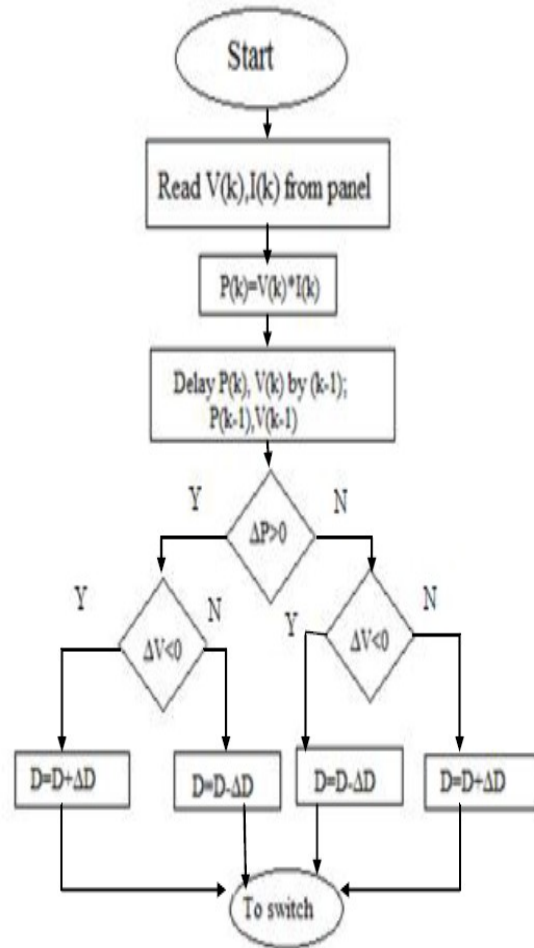 Start
Read V(k),I(k) from panel
P(k)=V(k)*I(k)
Delay P(k), V(k) by (k-1);
P(k-1),V(k-1)
Y
N
ΔP>0
Y
N
Y
N
ΔV<0
ΔV<0
D=D+ΔD
D=D-ΔD
D=D-ΔD
D=D+ΔD
To switch